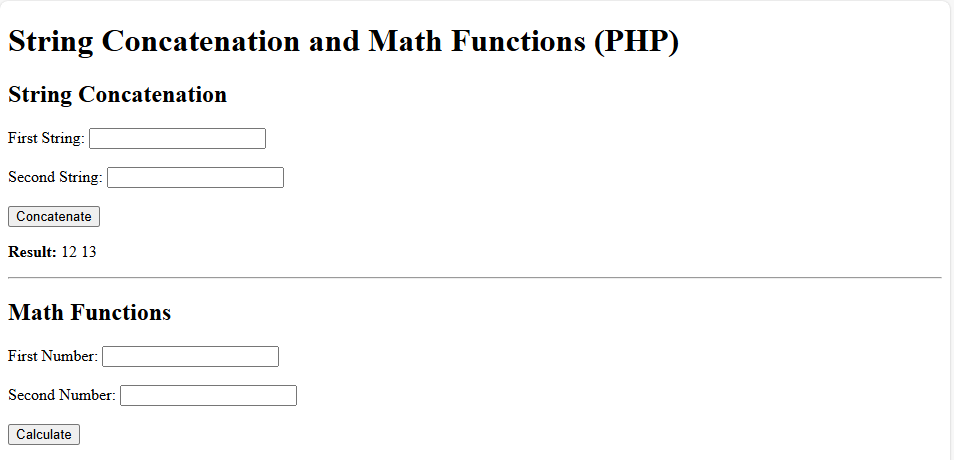 String Concatenation and Math Functions (PHP)
String Concatenation
First String:
Second String:
Concatenate
Result: 12 13
Math Functions
First Number:
Second Number:
Calculate